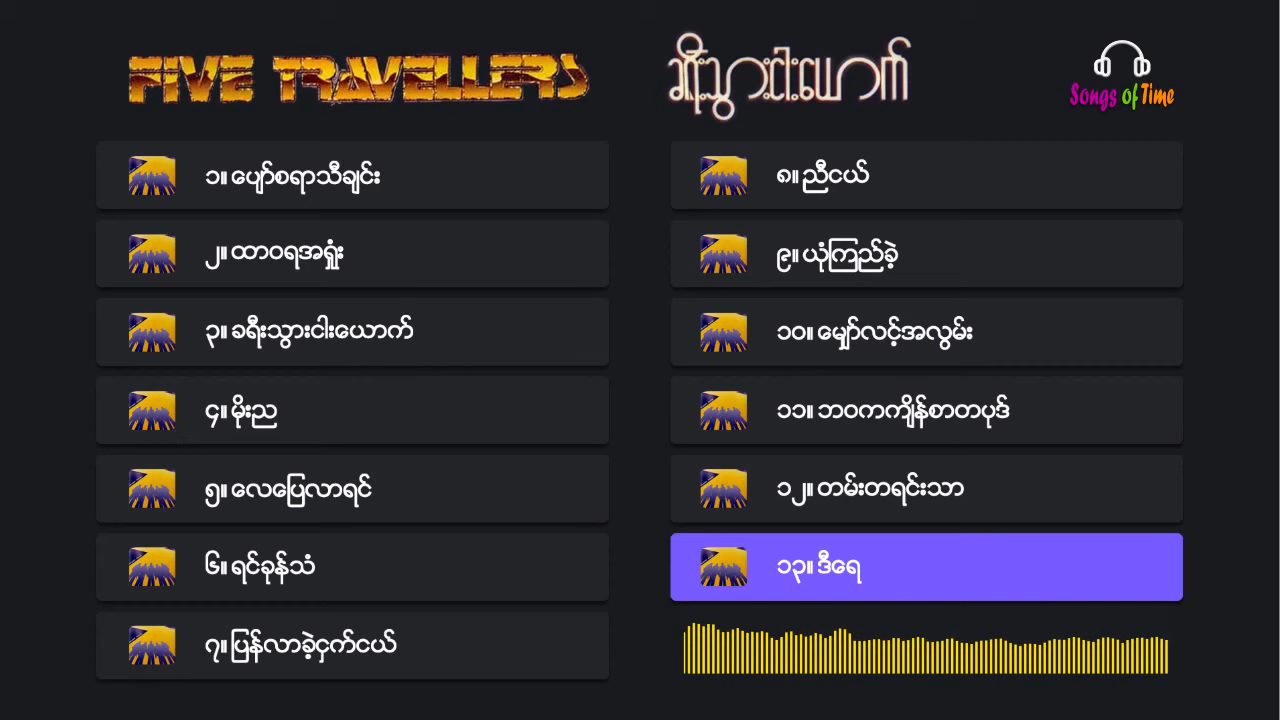 FIVE TRAVELLERS
ခရီးသွားငါးယောက်
Songs of Time
၁။ ပျော်စရာသီချင်း
၂။ ထာဝရအရှုံး
၃။ ခရီးသွားငါးယောက်
၄။ မိုးည
၅။ လေပြေလာရင်
၆။ ရင်ခုန်သံ
၇။ ပြန်လာခဲ့ငှက်ငယ်
၈။ ညီငယ်
၉။ ယုံကြည်ခဲ့
၁၀။ မျှော်လင့်အလွမ်း
၁၁။ ဘဝကကျိန်စာတပုဒ်
၁၂။ တမ်းတရင်းသာ
၁၃။ ဒီရေ